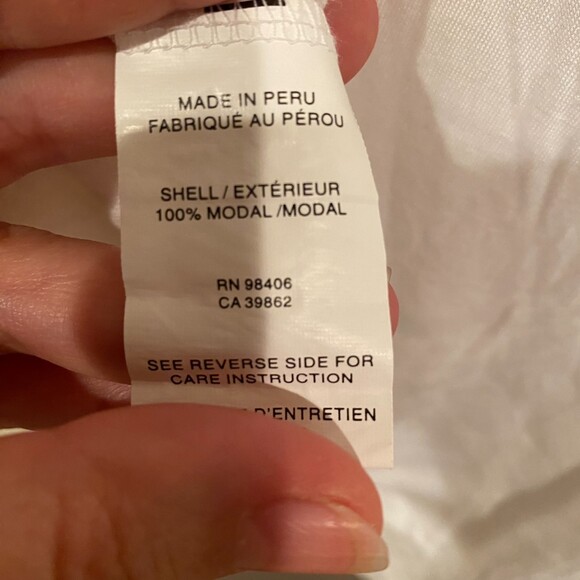 MADE IN PERU
FABRIQUÉ AU PÉROU
SHELL / EXTÉRIEUR
100% MODAL /MODAL
RN 98406
CA 39862
SEE REVERSE SIDE FOR
CARE INSTRUCTION
D'ENTRETIEN